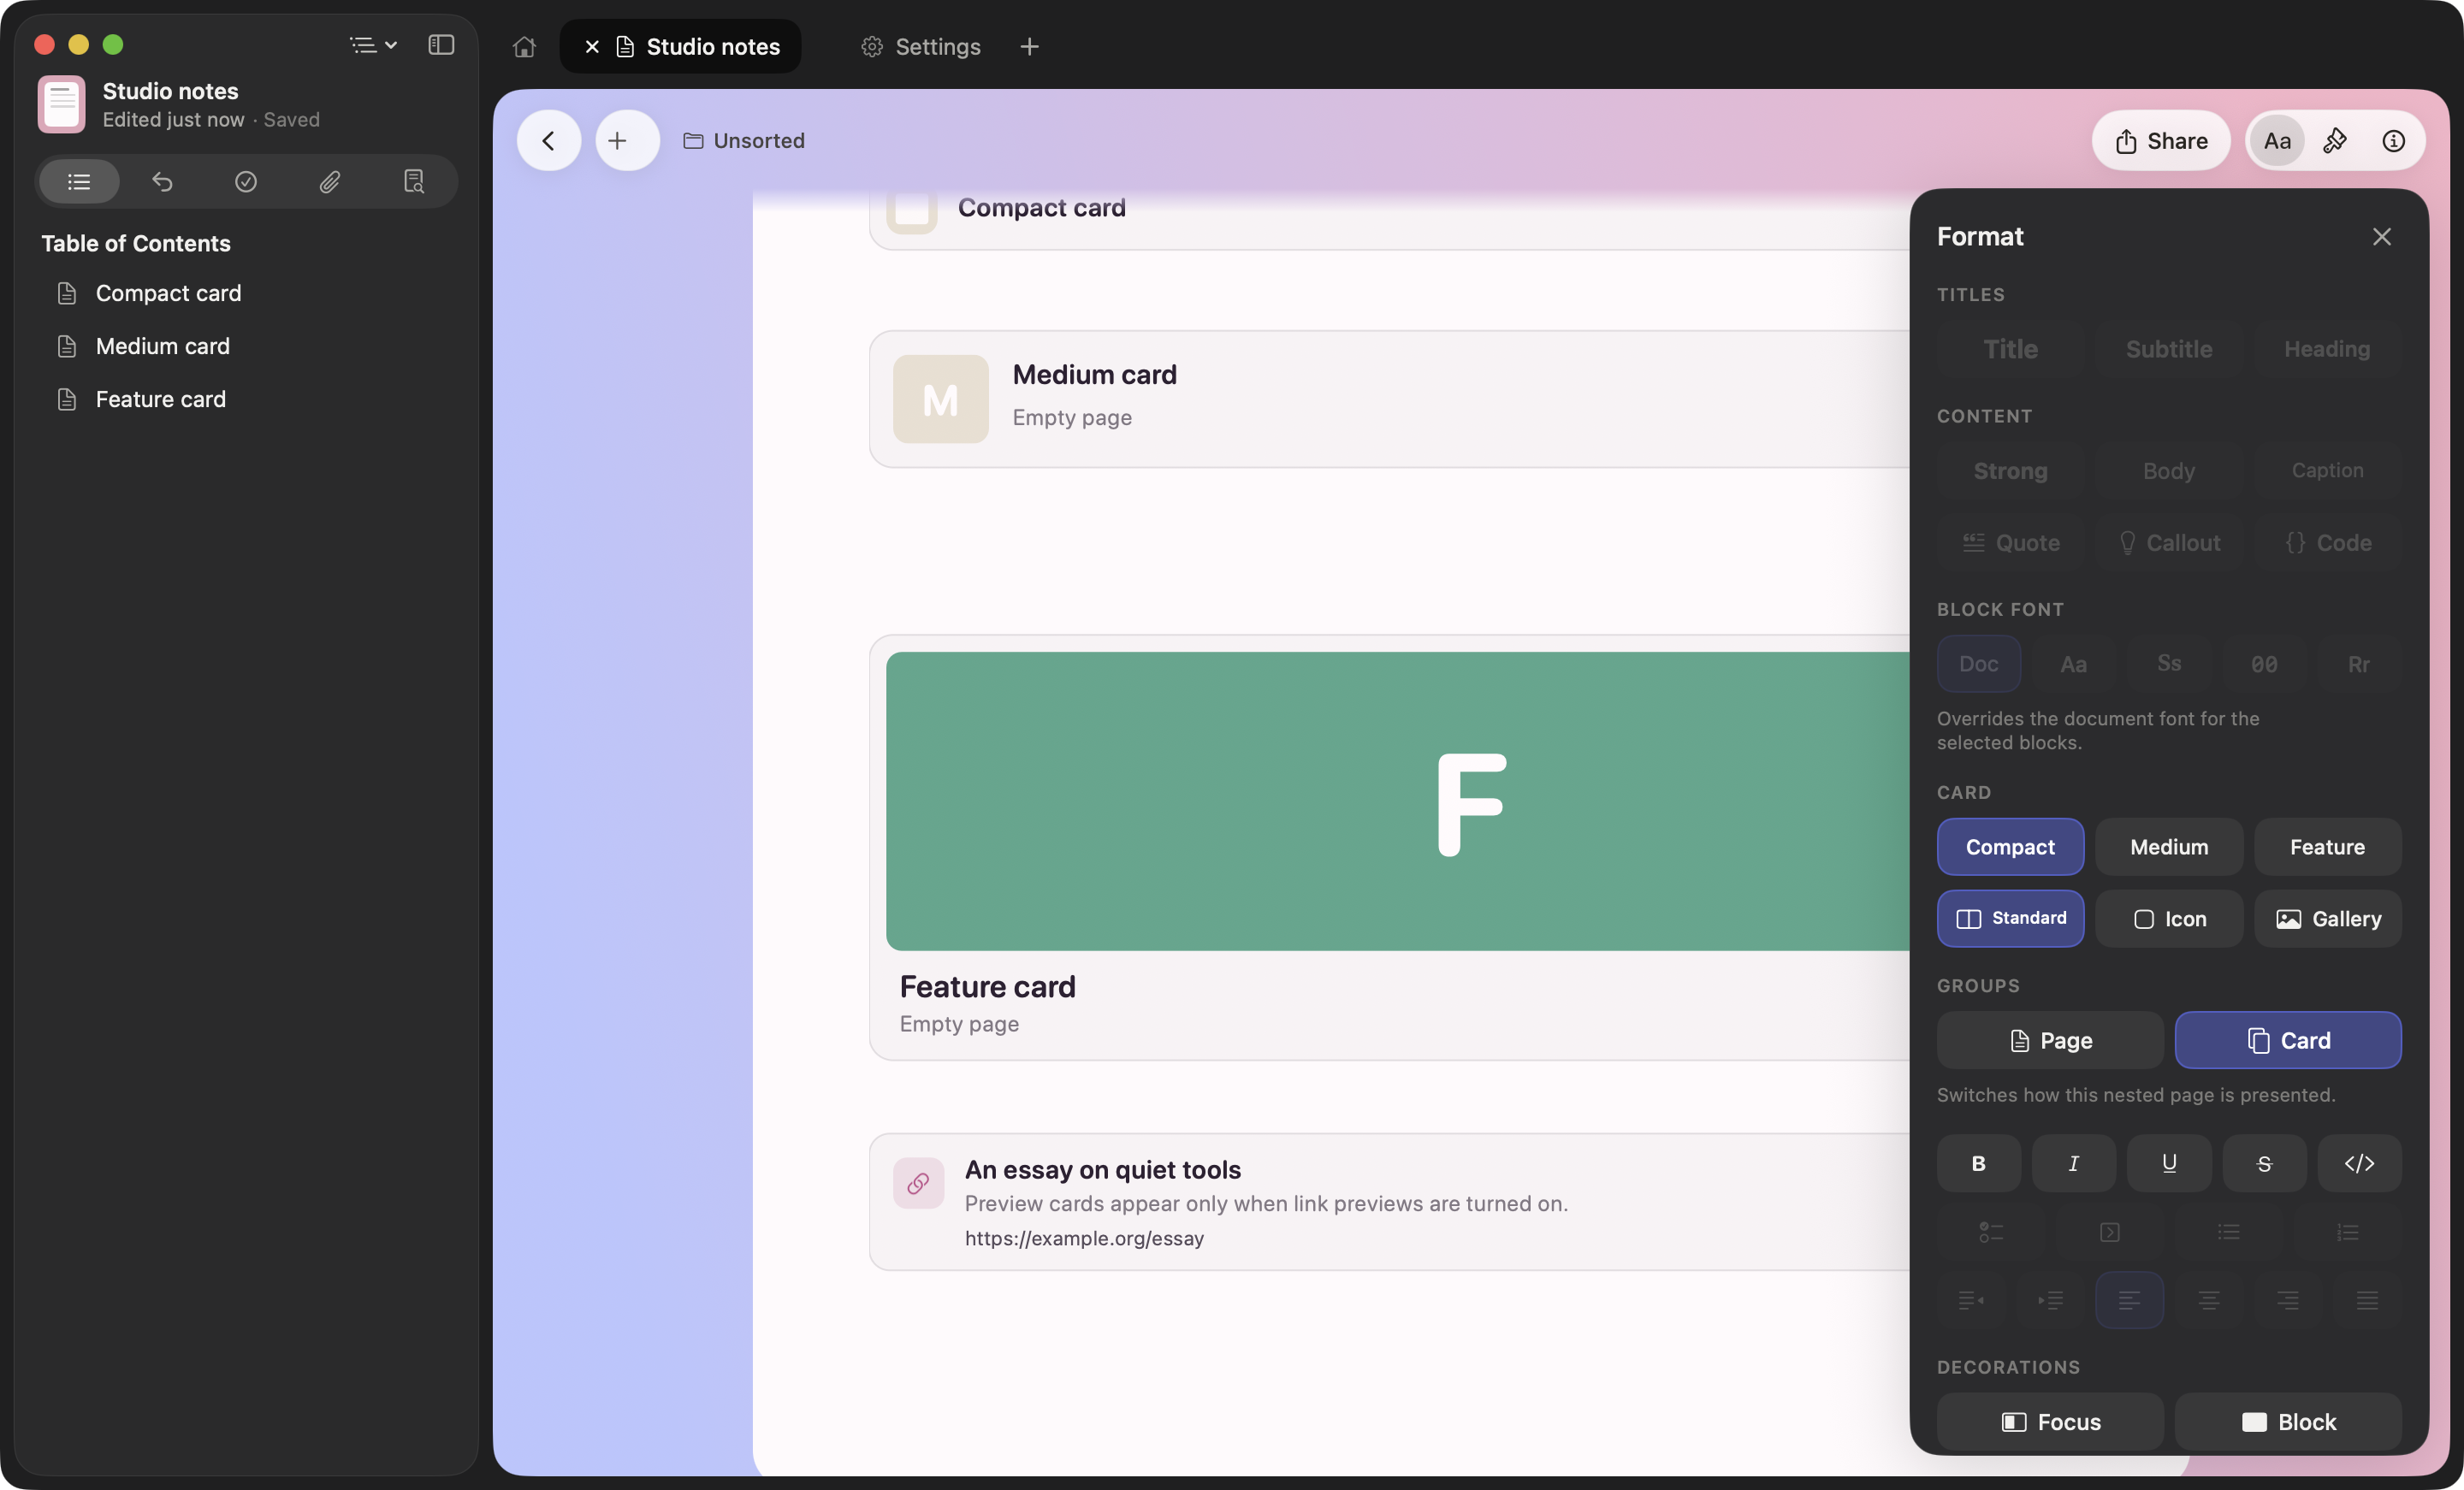 Studio notes
Settings
Studio notes
Edited just now · Saved
Table of Contents
Compact card
Medium card
Feature card
Unsorted
Share
Aa
Compact card
M
Medium card
Empty page
F
Feature card
Empty page
An essay on quiet tools
Preview cards appear only when link previews are turned on.
https://example.org/essay
Format
TITLES
Title Subtitle Heading
CONTENT
Strong Body Caption
Quote Callout {} Code
BLOCK FONT
Doc Aa Ss 00 Rr
Overrides the document font for the
selected blocks.
CARD
Compact Medium Feature
Standard Icon Gallery
GROUPS
Page Card
Switches how this nested page is presented.
B I U S </>
DECORATIONS
Focus Block